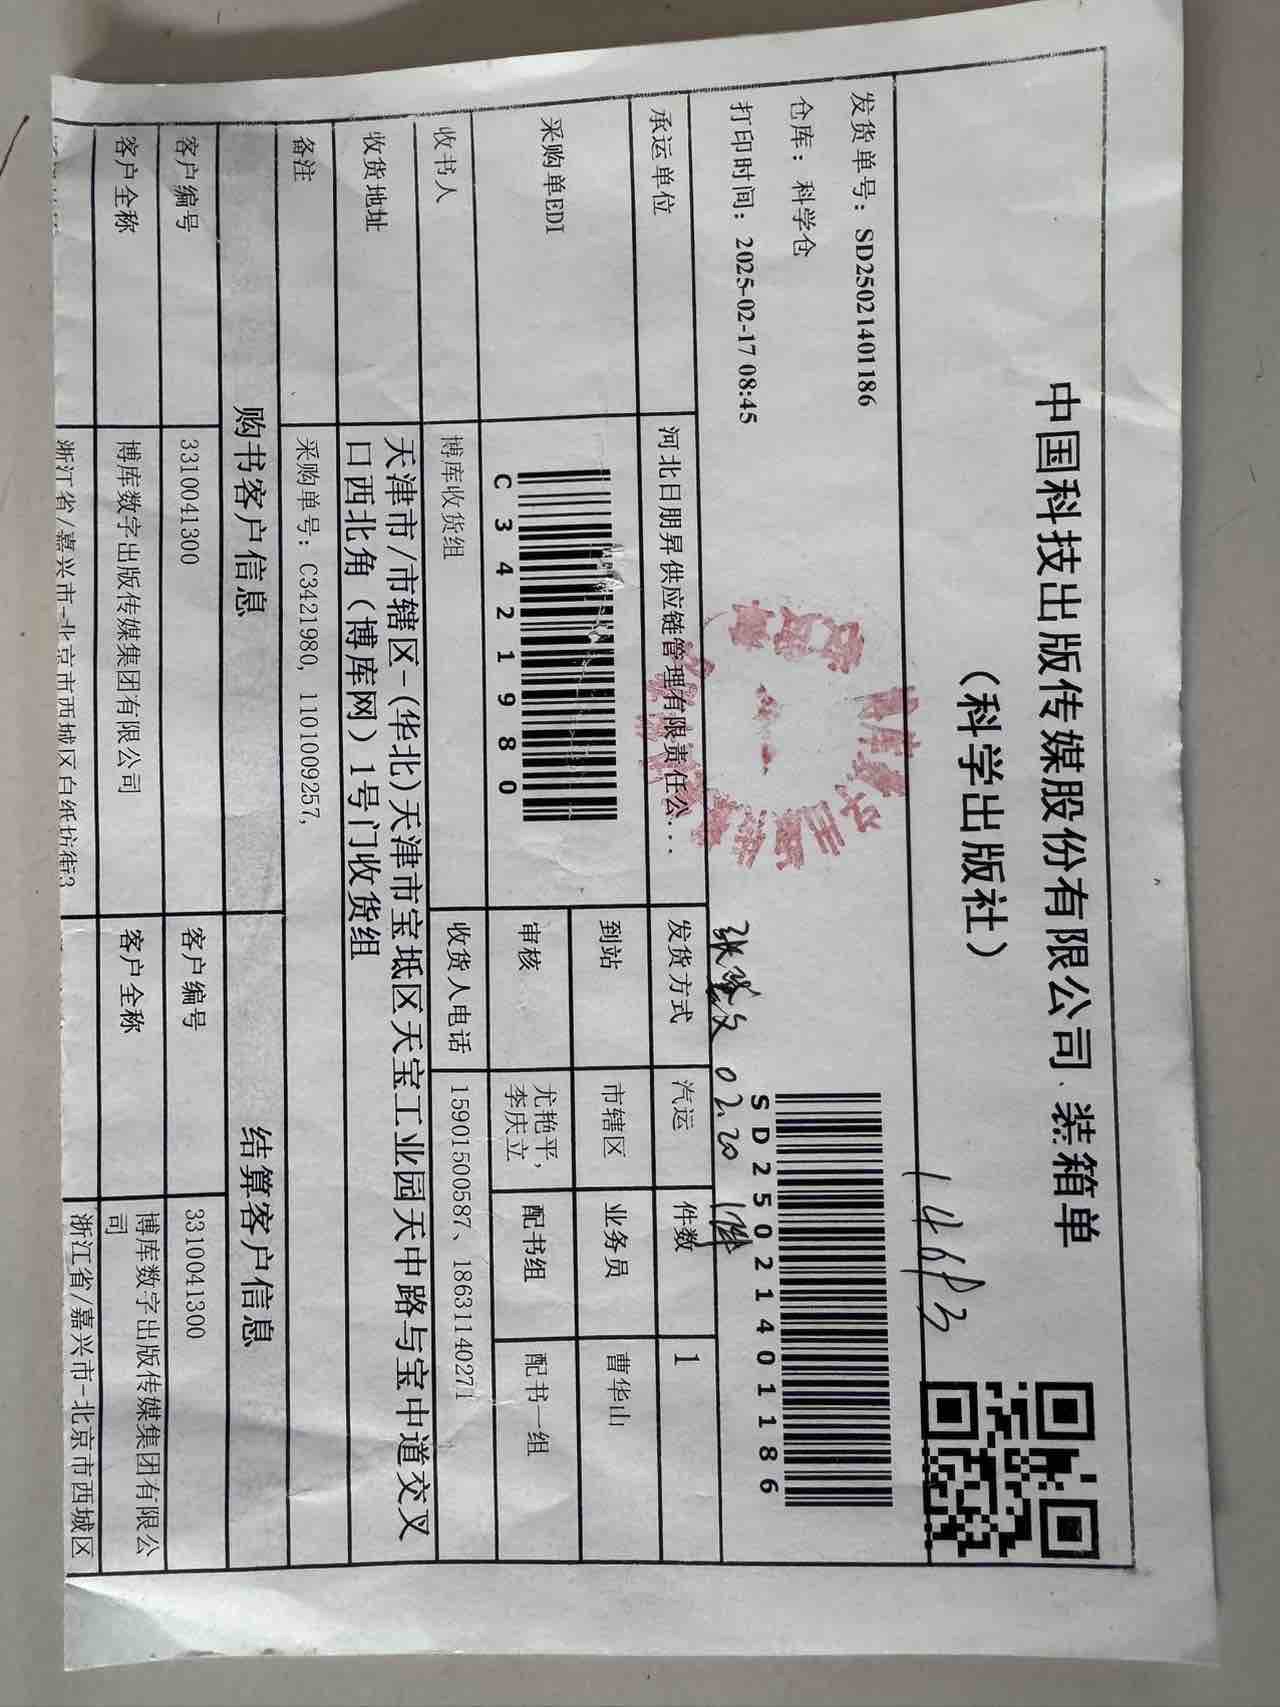 中国科技出版传媒股份有限公司 装箱单
（科学出版社）
发货单号：SD2502140​1186
仓库：科学仓
打印时间：2025-02-17 08:45
SD25021401186
02.20
承运单位 河北日朋昇供应链管理有限责任公... 发货方式 汽运 件数 1
采购单EDI C3421980 到站 市辖区 业务员 曹华山
审核 尤艳平, 李庆立 配书组 配书一组
收书人 博库收货组 收货人电话 15901500587、18631140271
收货地址 天津市/市辖区-(华北)天津市宝坻区天宝工业园天中路与宝中道交叉
口西北角（博库网）1号门收货组
备注 采购单号：C3421980, 1101009257,
购书客户信息 结算客户信息
客户编号 3310041300 客户编号 3310041300
客户全称 博库数字出版传媒集团有限公司 客户全称 博库数字出版传媒集团有限公司
浙江省/嘉兴市-北京市西城区白纸坊街3 浙江省/嘉兴市-北京市西城区